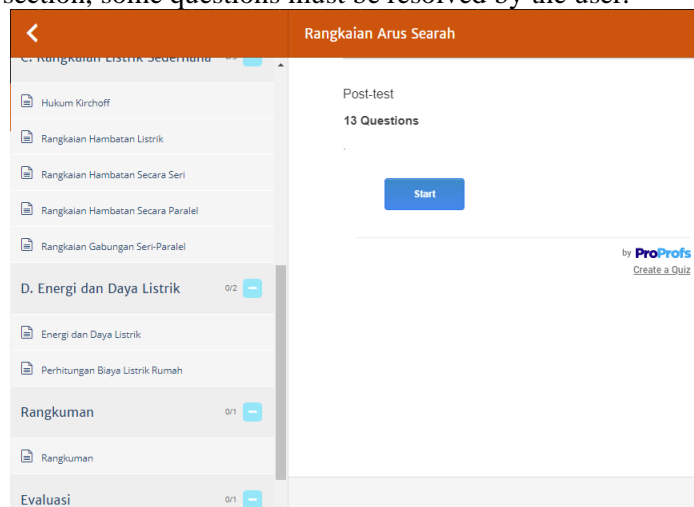 section, some questions must be resolved by the user.
Rangkaian Arus Searah
C. Rangkaian Listrik Sederhana
Hukum Kirchoff
Rangkaian Hambatan Listrik
Rangkaian Hambatan Secara Seri
Rangkaian Hambatan Secara Paralel
Rangkaian Gabungan Seri-Paralel
D. Energi dan Daya Listrik 0/2
Energi dan Daya Listrik
Perhitungan Biaya Listrik Rumah
Rangkuman 0/1
Rangkuman
Evaluasi 0/1
Post-test
13 Questions
.
Start
by ProProfs
Create a Quiz